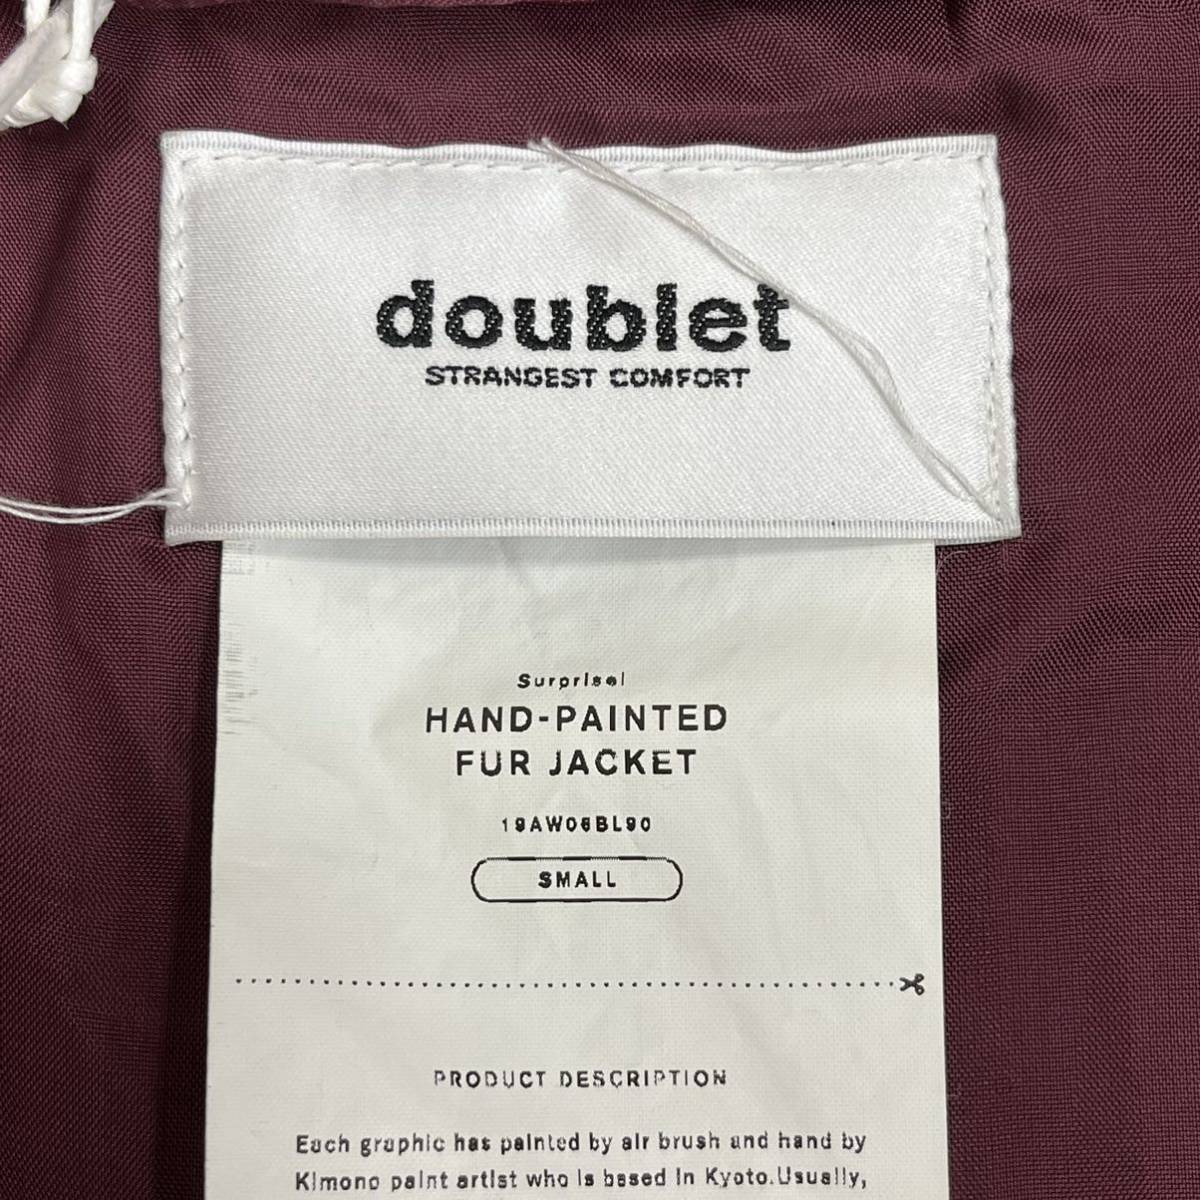 doublet
STRANGEST COMFORT
Surprise!
HAND-PAINTED
FUR JACKET
19AW06BL90
SMALL
PRODUCT DESCRIPTION
Each graphic has painted by air brush and hand by
Kimono paint artist who is based in Kyoto.Usually,